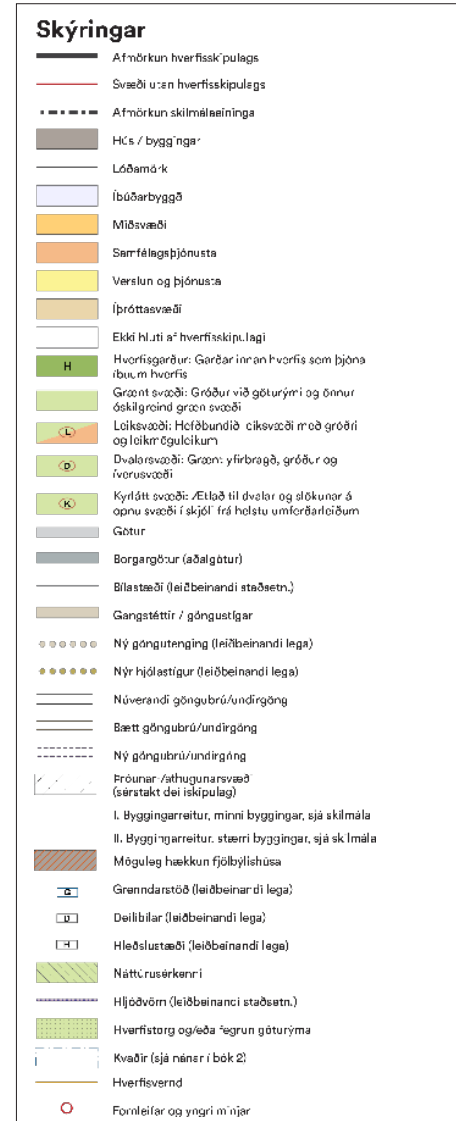 Skýringar
Afmörkun hverfisskipulags
Svæði utan hverfisskipulags
Afmörkun skilmálaeininga
Hús / byggingar
Lóðamörk
Íbúðarbyggð
Miðsvæði
Samfélagsþjónusta
Verslun og þjónusta
Íþróttasvæði
Ekki hluti af hverfisskipulagi
H Hverfisgarður: Garðar innan hverfis sem þjóna
íbúum hverfis
Grænt svæði: Gróður við göturými og önnur
óskilgreind græn svæði
L Leiksvæði: Hefðbundið leiksvæði með gróðri
og leikmöguleikum
D Dvalarsvæði: Grænt yfirbragð, gróður og
íverusvæði
K Kyrlátt svæði: Ætlað til dvalar og slökunar á
opnu svæði í skjóli frá helstu umferðarleiðum
Götur
Borgargötur (aðalgötur)
Bílastæði (leiðbeinandi staðsetn.)
Gangstéttir / göngustígar
Ný göngutenging (leiðbeinandi lega)
Nýr hjólastígur (leiðbeinandi lega)
Núverandi göngubrú/undirgöng
Bætt göngubrú/undirgöng
Ný göngubrú/undirgöng
Þróunar-/athugunarsvæði
(sérstakt deiliskipulag)
I. Byggingarreitur, minni byggingar, sjá skilmála
II. Byggingarreitur, stærri byggingar, sjá skilmála
Möguleg hækkun fjölbýlishúsa
G Grenndarstöð (leiðbeinandi lega)
D Deilibílar (leiðbeinandi lega)
H Hleðslustæði (leiðbeinandi lega)
Náttúrusérkenni
Hljóðvörn (leiðbeinandi staðsetn.)
Hverfistorg og/eða fegrun göturýma
Kvaðir (sjá nánar í bók 2)
Hverfisvernd
Fornleifar og yngri minjar